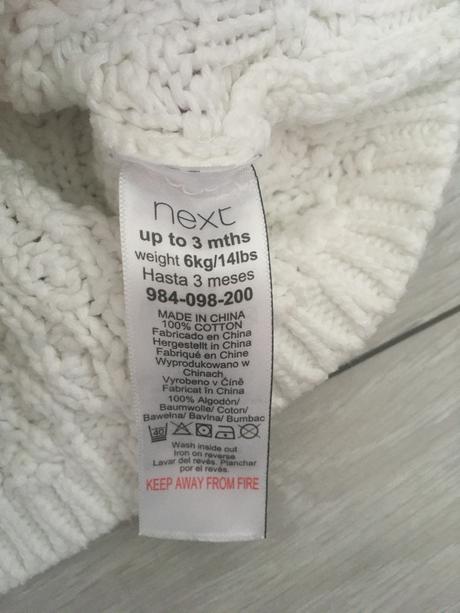 next
up to 3 mths
weight 6kg/14lbs
Hasta 3 meses
984-098-200
MADE IN CHINA
100% COTTON
Fabricado en China
Hergestellt in China
Fabriqué en Chine
Wyprodukowano w
Chinach
Vyrobeno v Číně
Fabricat în China
100% Algodón/
Baumwolle/ Coton/
Bawełna/ Bavlna/ Bumbac
40
Wash inside out
Iron on reverse
Lavar del revés. Planchar
por el revés.
KEEP AWAY FROM FIRE